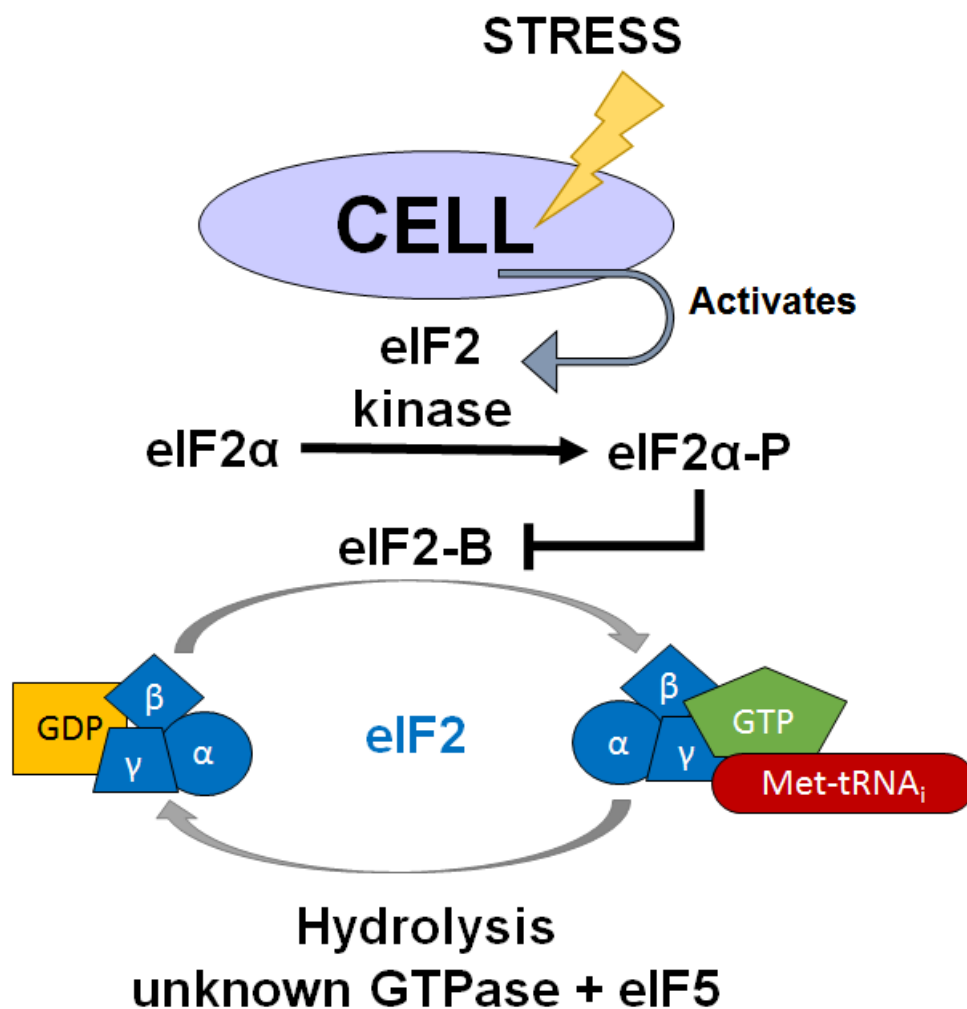 STRESS
CELL
Activates
eIF2
kinase
eIF2α
eIF2α-P
eIF2-B
β
GDP
γ
α
eIF2
β
α
γ
GTP
Met-tRNAi
Hydrolysis
unknown GTPase + eIF5